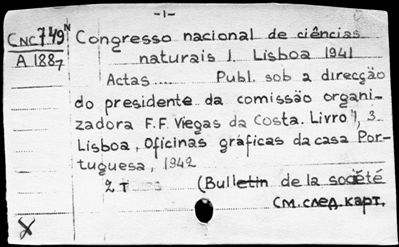 -1-
Congresso nacional de ciências
naturais 1. Lisboa 1941
A 1887
Actas.... Publ. sob a direcção
do presidente da comissão organi-
zadora F.F. Viegas da Costa. Livro 1, 3.
Lisboa, Oficinas gráficas da casa Por-
tuguesa, 1942
2 т (Bulletin de la société
См. след. карт.